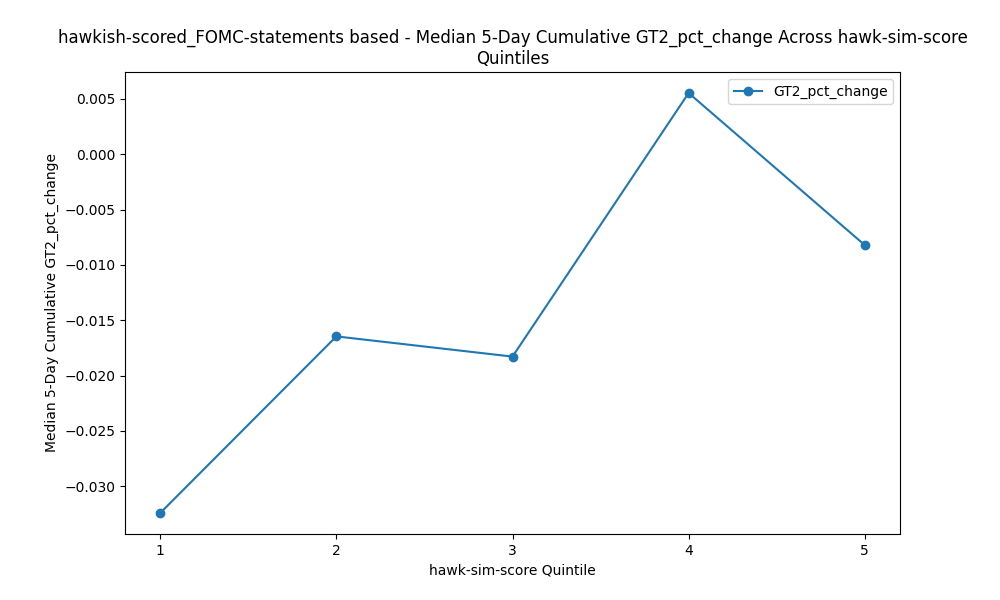 hawkish-scored_FOMC-statements based - Median 5-Day Cumulative GT2_pct_change Across hawk-sim-score
Quintiles
GT2_pct_change
Median 5-Day Cumulative GT2_pct_change
0.005
0.000
−0.005
−0.010
−0.015
−0.020
−0.025
−0.030
1 2 3 4 5
hawk-sim-score Quintile